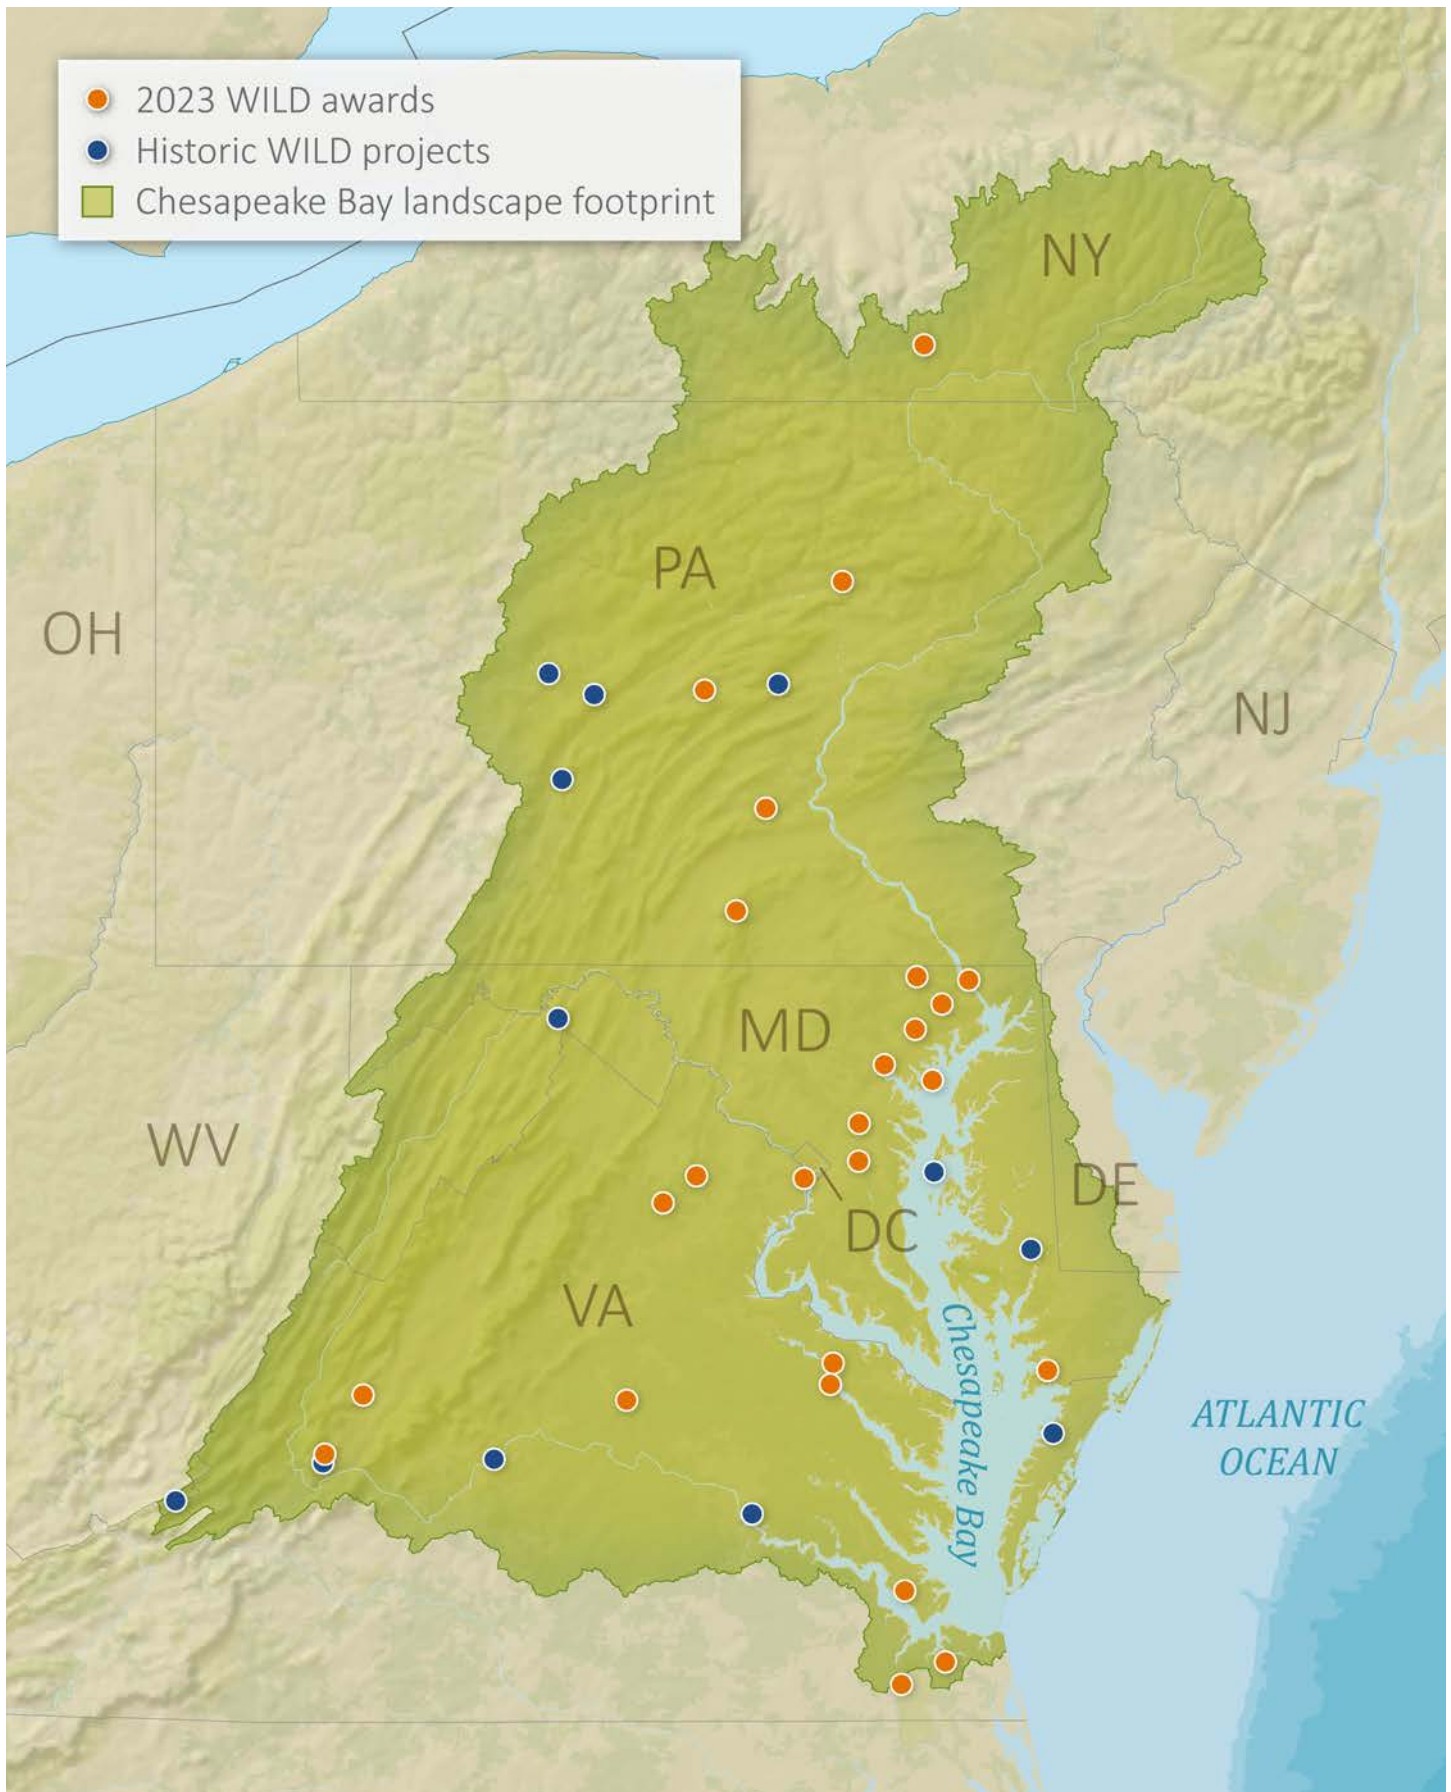 2023 WILD awards
Historic WILD projects
Chesapeake Bay landscape footprint
NY
PA
OH
NJ
MD
WV
DE
DC
VA
Chesapeake Bay
ATLANTIC
OCEAN